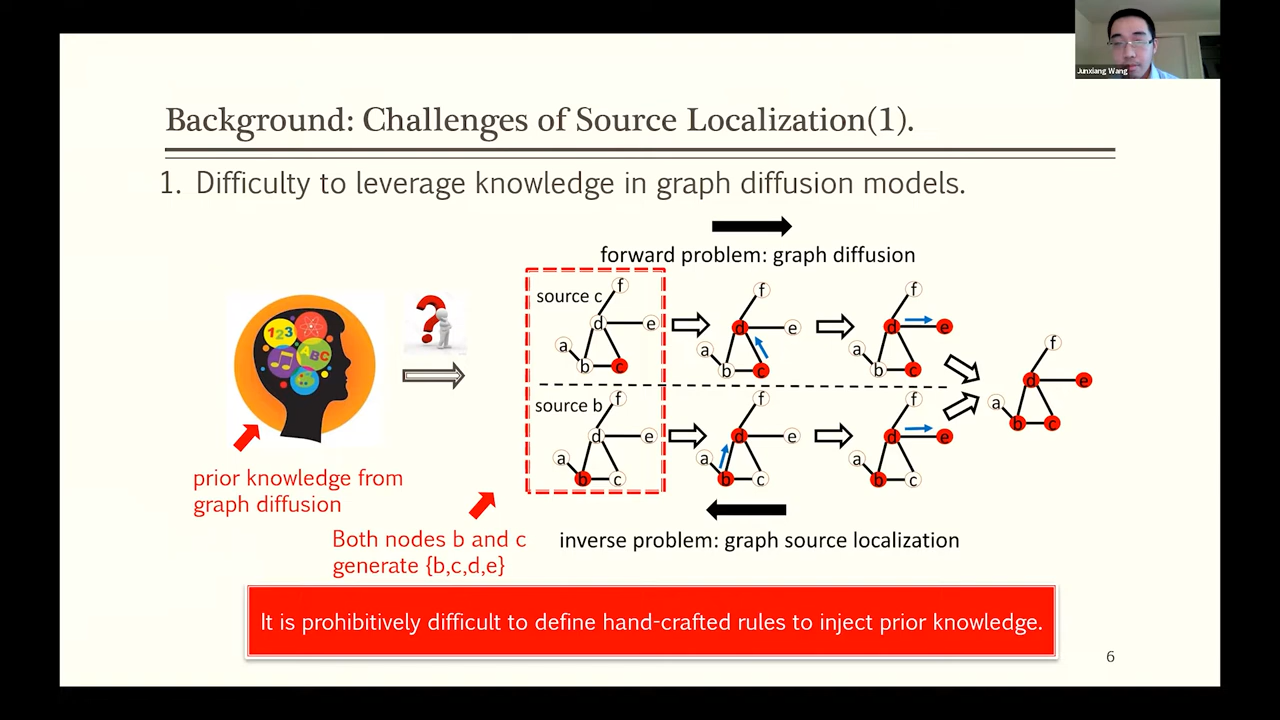 Junxiang Wang
Background: Challenges of Source Localization(1).
1. Difficulty to leverage knowledge in graph diffusion models.
forward problem: graph diffusion
source c
f
d
e
a
b
c
f
d
e
a
b
c
f
d
e
a
b
c
f
d
e
a
b
c
source b
f
d
e
a
b
c
f
d
e
a
b
c
f
d
e
a
b
c
123
ABC
?
prior knowledge from
graph diffusion
Both nodes b and c
generate {b,c,d,e}
inverse problem: graph source localization
It is prohibitively difficult to define hand-crafted rules to inject prior knowledge.
6